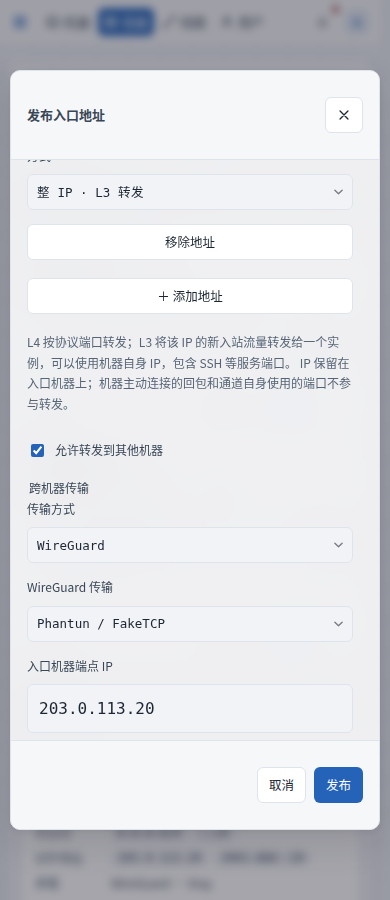 发布入口地址
整 IP · L3 转发
移除地址
＋ 添加地址
L4 按协议端口转发；L3 将该 IP 的新入站流量转发给一个实
例，可以使用机器自身 IP，包含 SSH 等服务端口。 IP 保留在
入口机器上；机器主动连接的回包和通道自身使用的端口不参
与转发。
允许转发到其他机器
跨机器传输
传输方式
WireGuard
WireGuard 传输
Phantun / FakeTCP
入口机器端点 IP
203.0.113.20
取消
发布